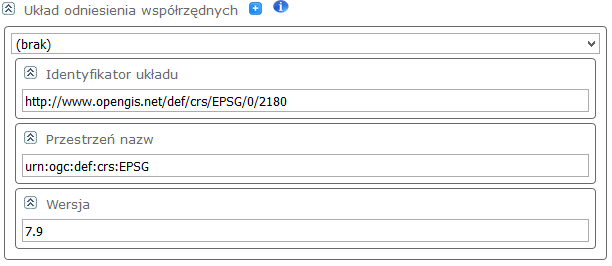 Układ odniesienia współrzędnych
(brak)
Identyfikator układu
http://www.opengis.net/def/crs/EPSG/0/2180
Przestrzeń nazw
urn:ogc:def:crs:EPSG
Wersja
7.9